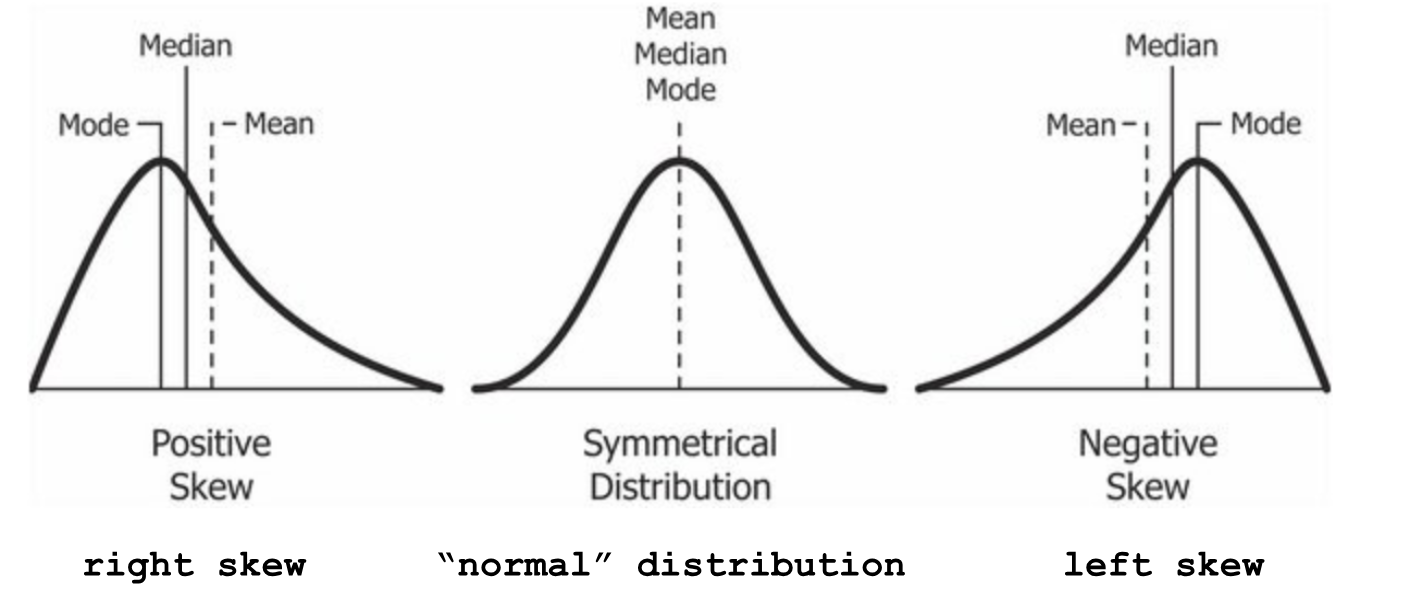 Median
Mode
Mean
Positive
Skew
right skew
Mean
Median
Mode
Symmetrical
Distribution
“normal” distribution
Median
Mean
Mode
Negative
Skew
left skew